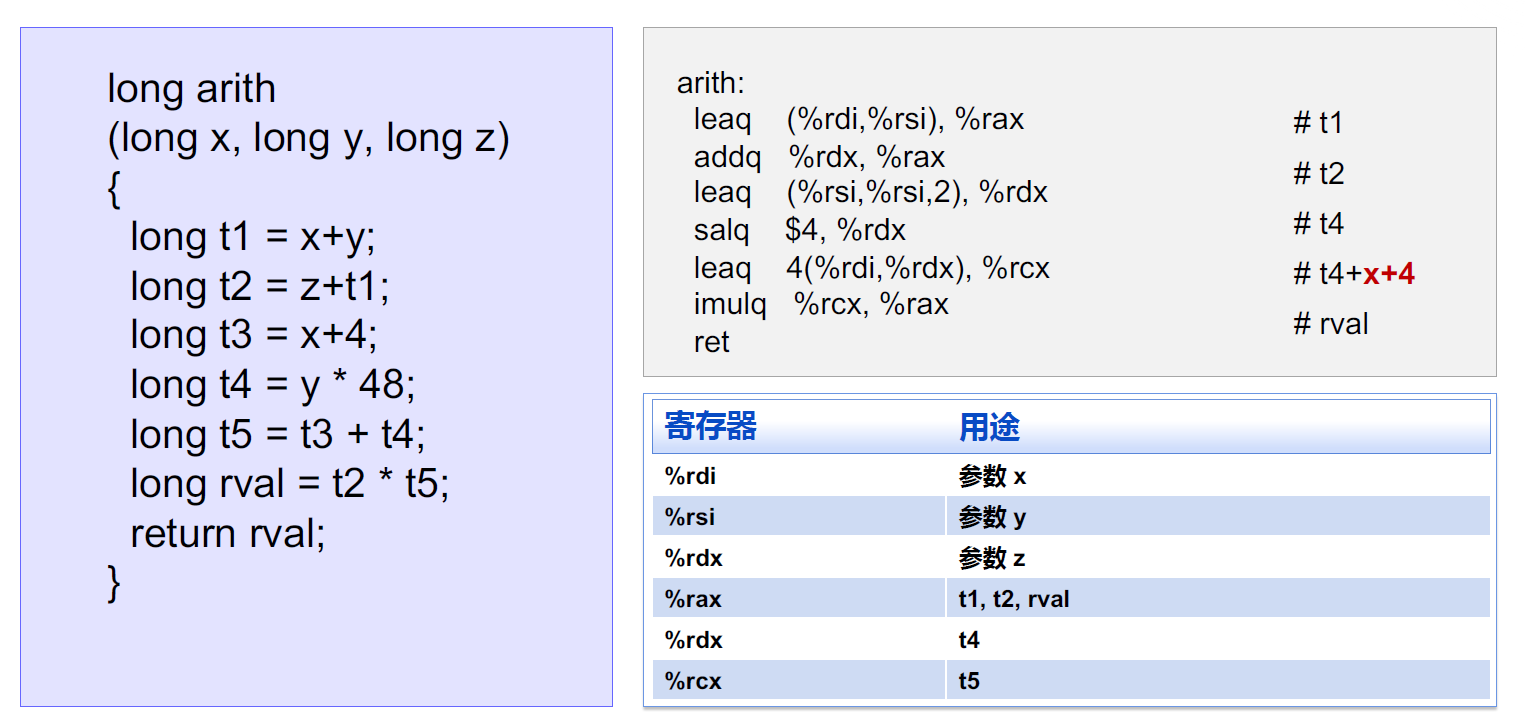 long arith
(long x, long y, long z)
{
long t1 = x+y;
long t2 = z+t1;
long t3 = x+4;
long t4 = y * 48;
long t5 = t3 + t4;
long rval = t2 * t5;
return rval;
}
arith:
leaq (%rdi,%rsi), %rax
addq %rdx, %rax
leaq (%rsi,%rsi,2), %rdx
salq $4, %rdx
leaq 4(%rdi,%rdx), %rcx
imulq %rcx, %rax
ret
# t1
# t2
# t4
# t4+x+4
# rval
寄存器 用途
%rdi 参数 x
%rsi 参数 y
%rdx 参数 z
%rax t1, t2, rval
%rdx t4
%rcx t5